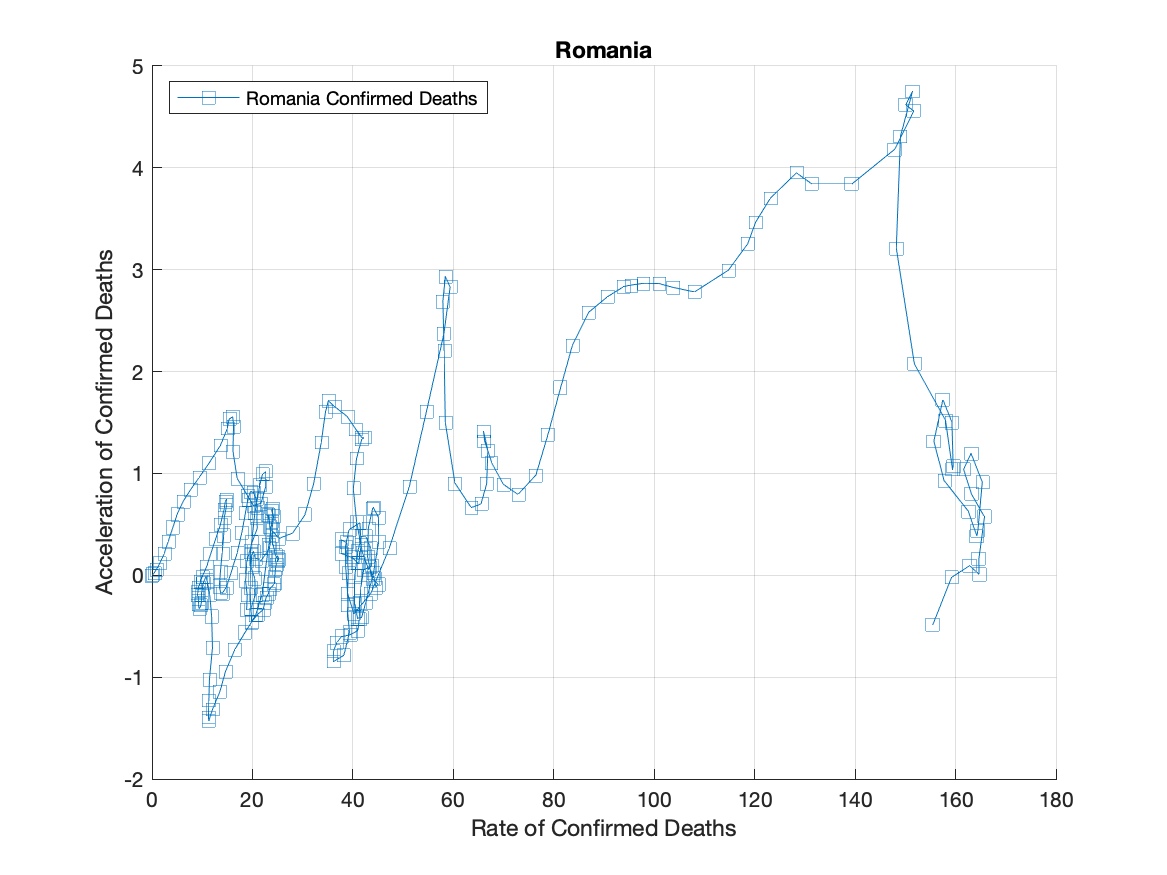 Romania
Romania Confirmed Deaths
5
4
3
2
1
0
-1
-2
Acceleration of Confirmed Deaths
0 20 40 60 80 100 120 140 160 180
Rate of Confirmed Deaths